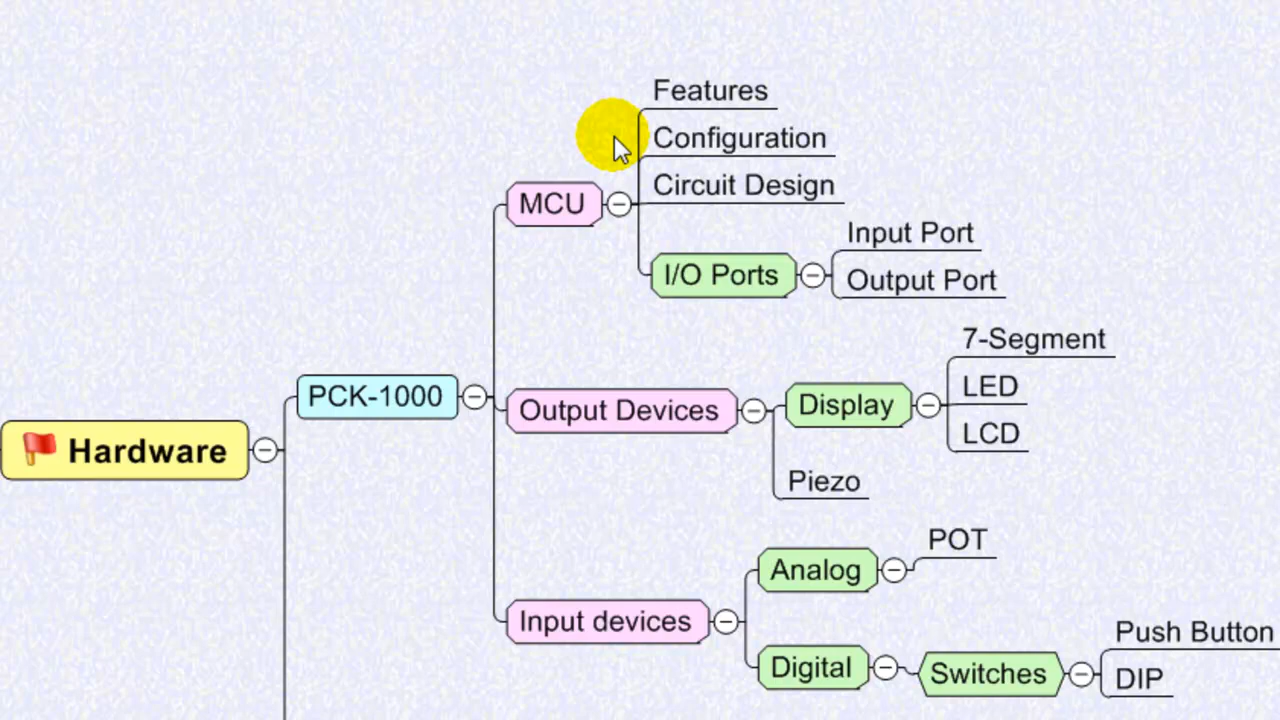 Features
Configuration
Circuit Design
MCU
Input Port
I/O Ports
Output Port
7-Segment
LED
LCD
PCK-1000
Output Devices
Display
Piezo
Hardware
POT
Analog
Input devices
Push Button
Digital
Switches
DIP